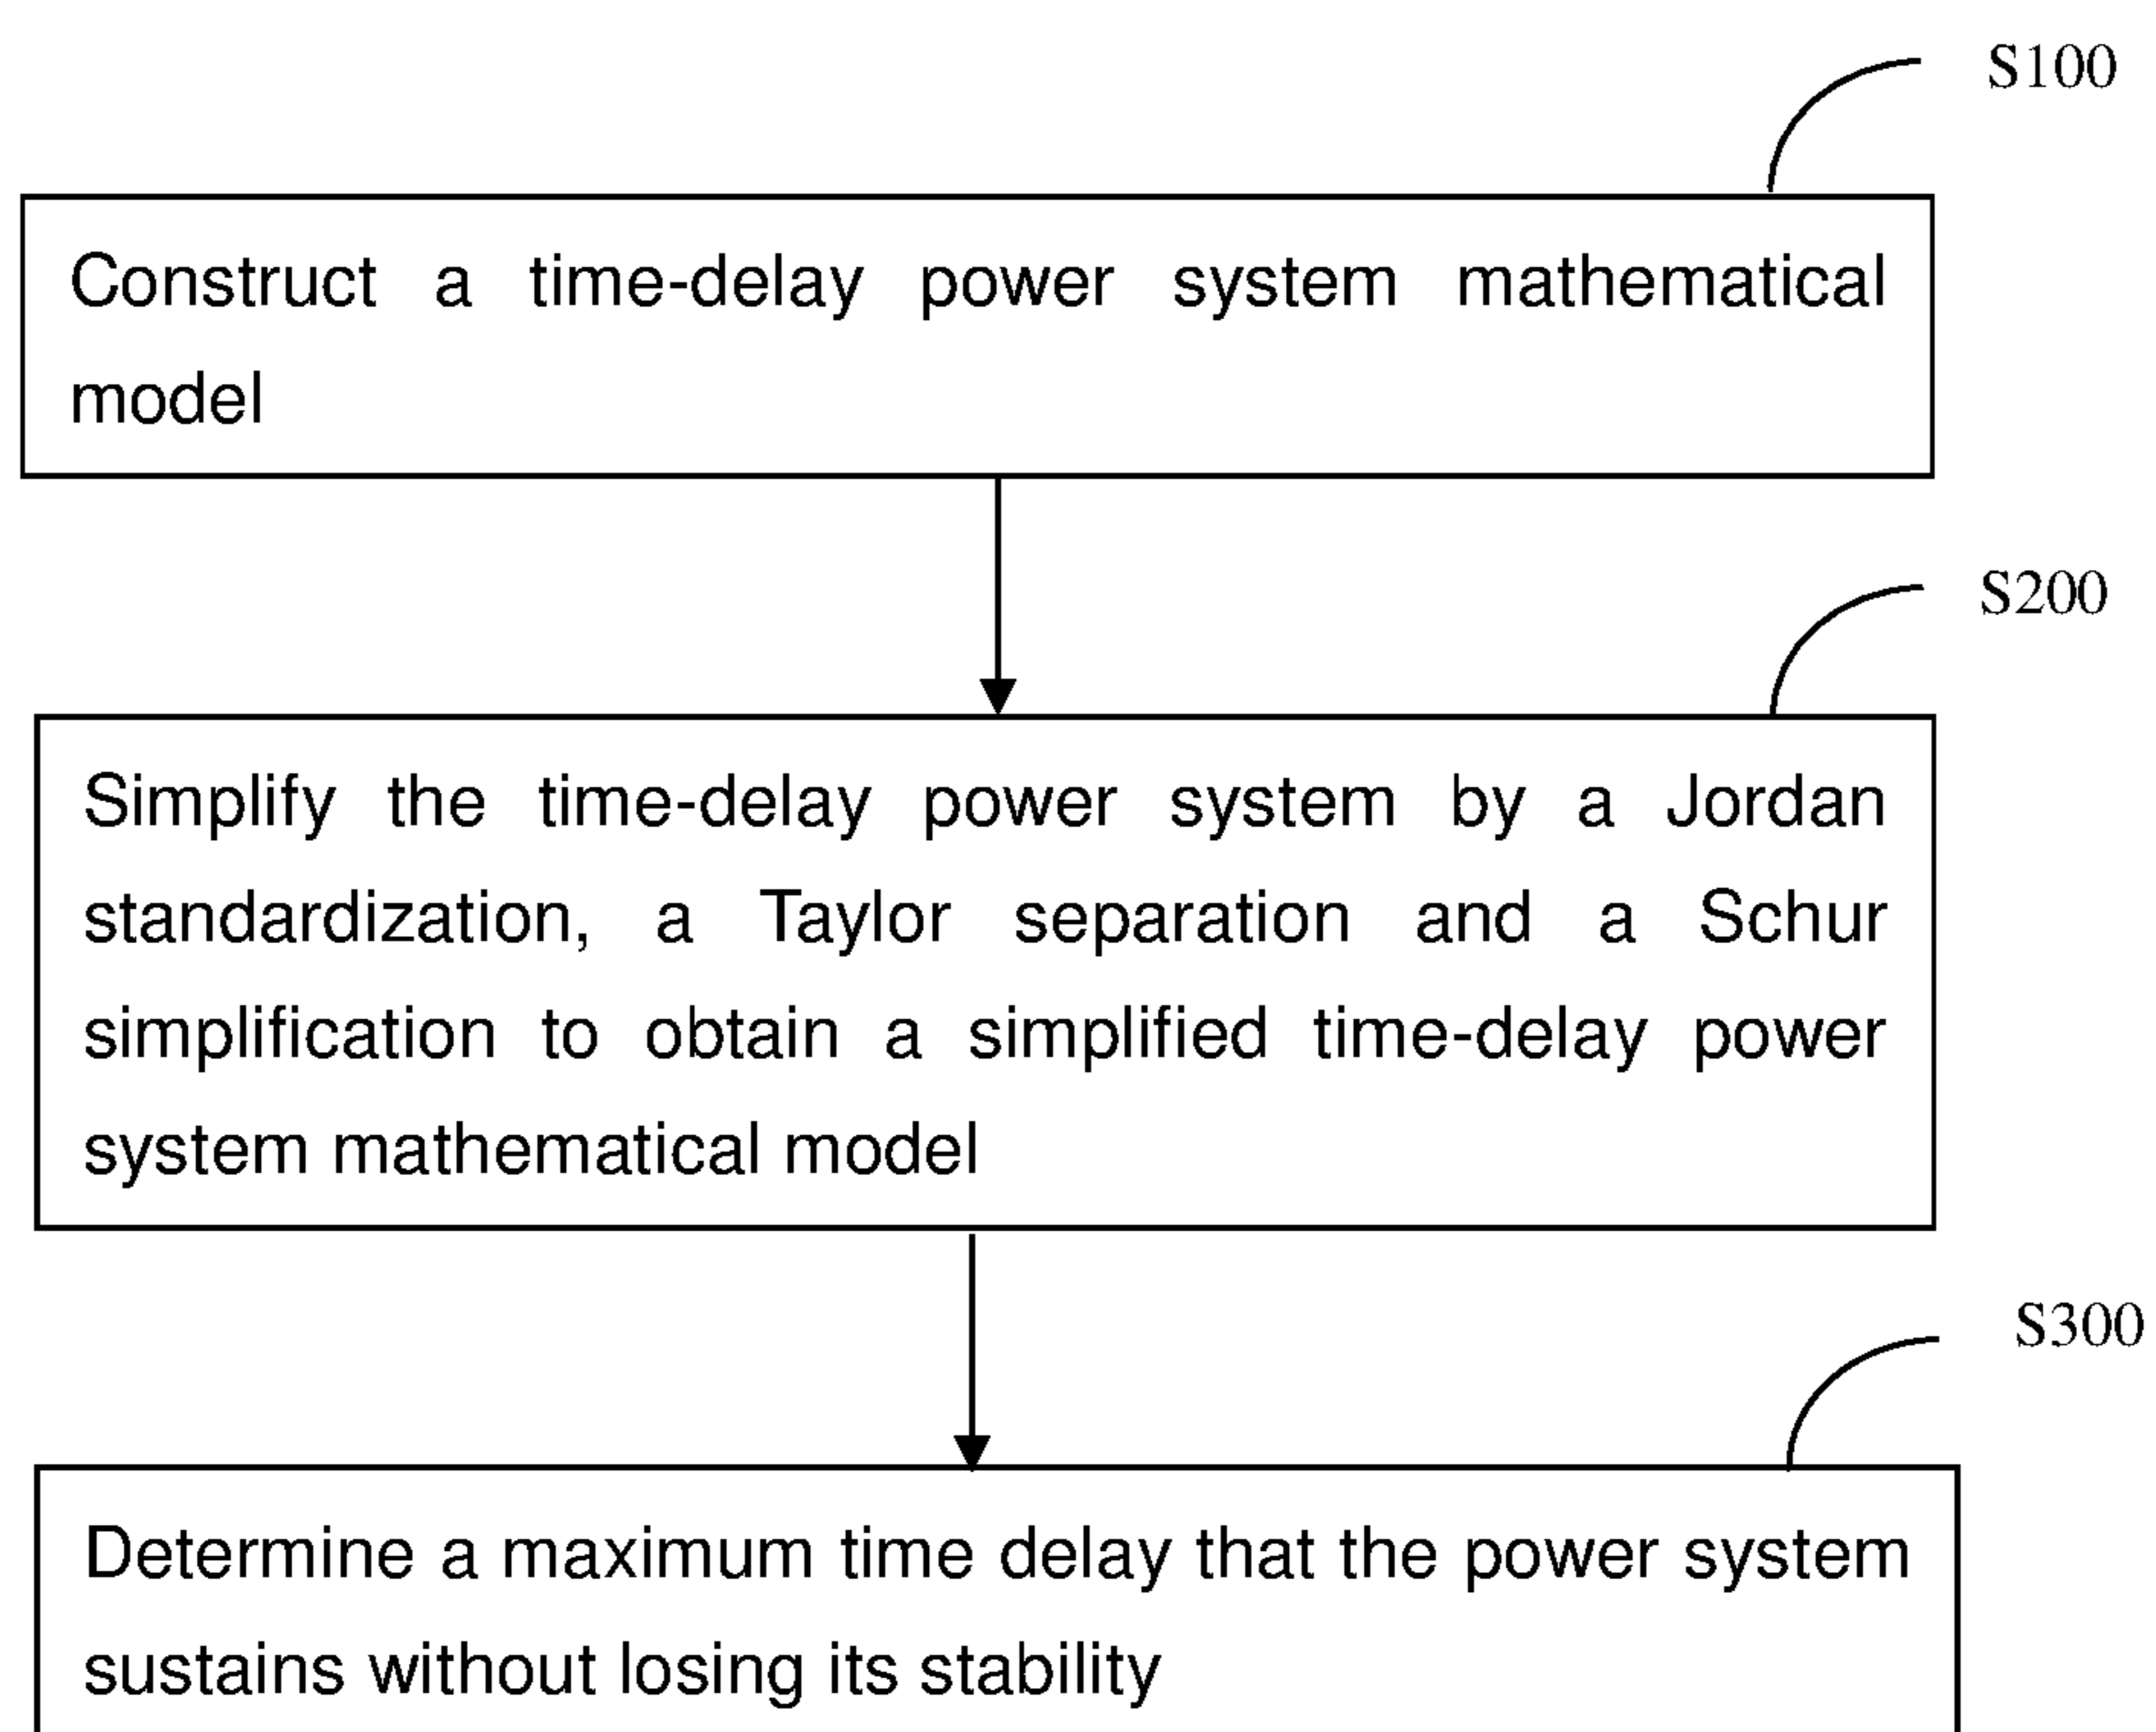 S100
Construct a time-delay power system mathematical
model
S200
Simplify the time-delay power system by a Jordan
standardization, a Taylor separation and a Schur
simplification to obtain a simplified time-delay power
system mathematical model
S300
Determine a maximum time delay that the power system
sustains without losing its stability